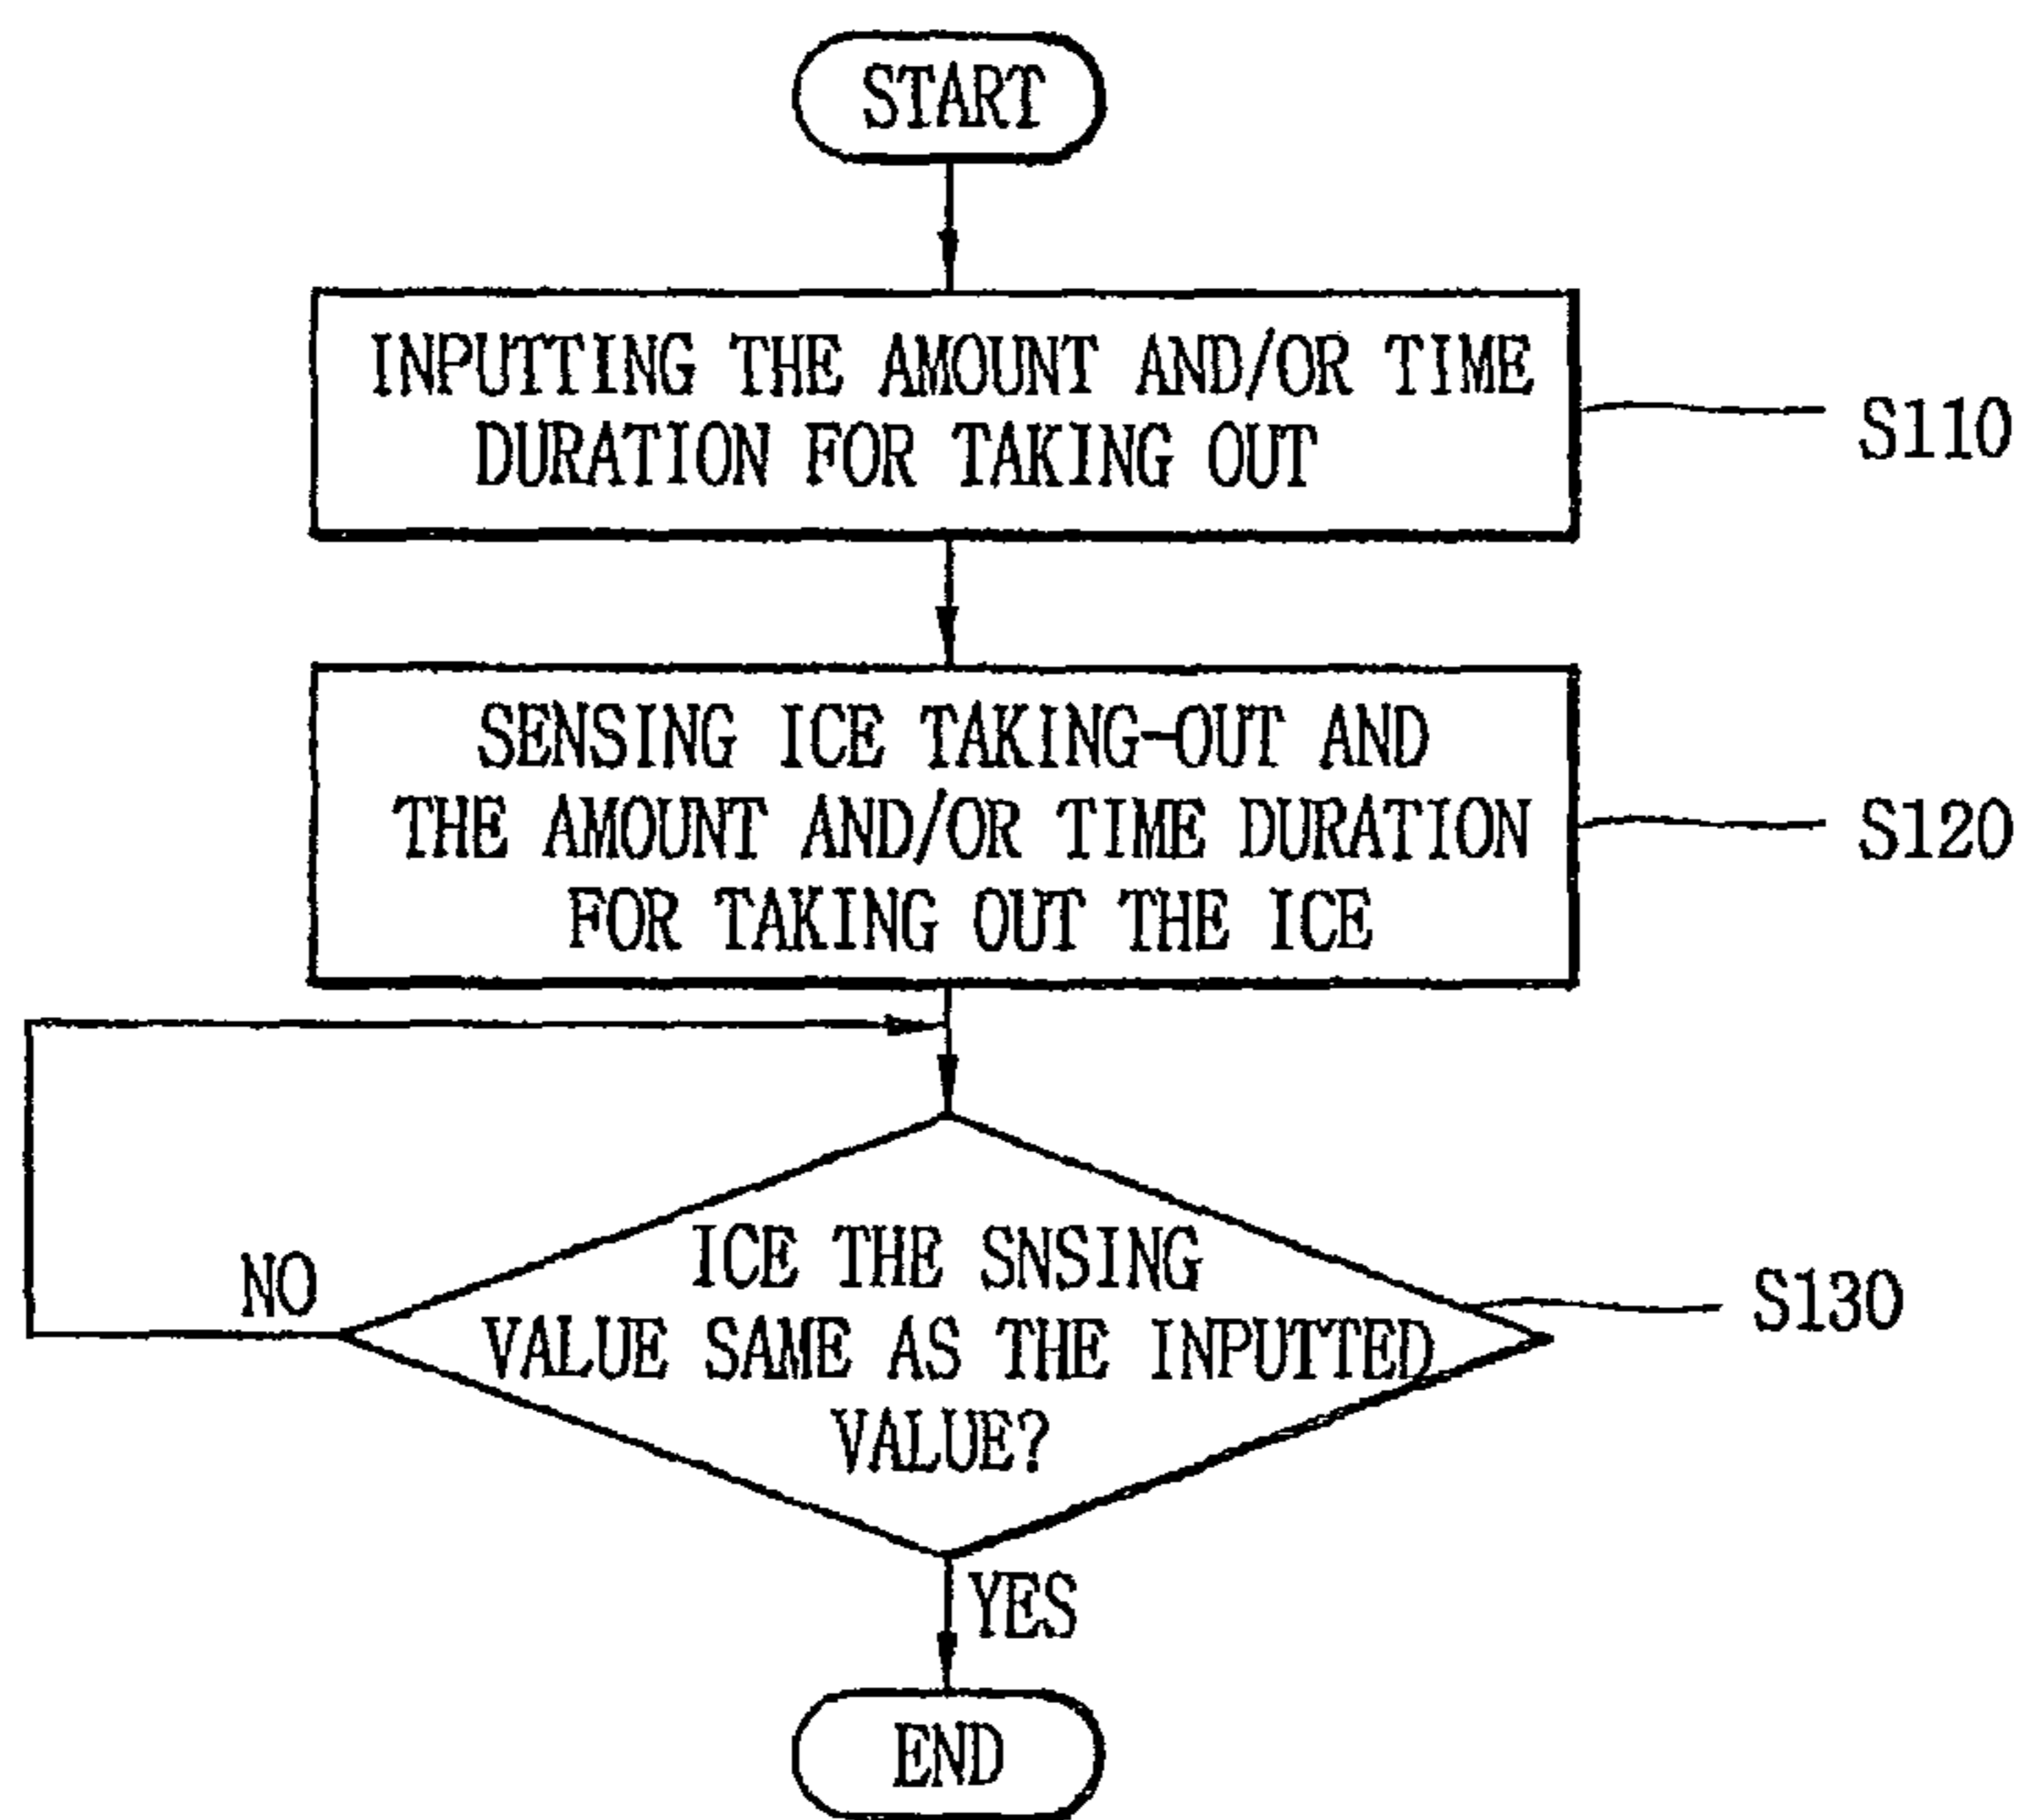 START
INPUTTING THE AMOUNT AND/OR TIME
DURATION FOR TAKING OUT
S110
SENSING ICE TAKING-OUT AND
THE AMOUNT AND/OR TIME DURATION
FOR TAKING OUT THE ICE
S120
ICE THE SNSING
VALUE SAME AS THE INPUTTED
VALUE?
S130
NO
YES
END